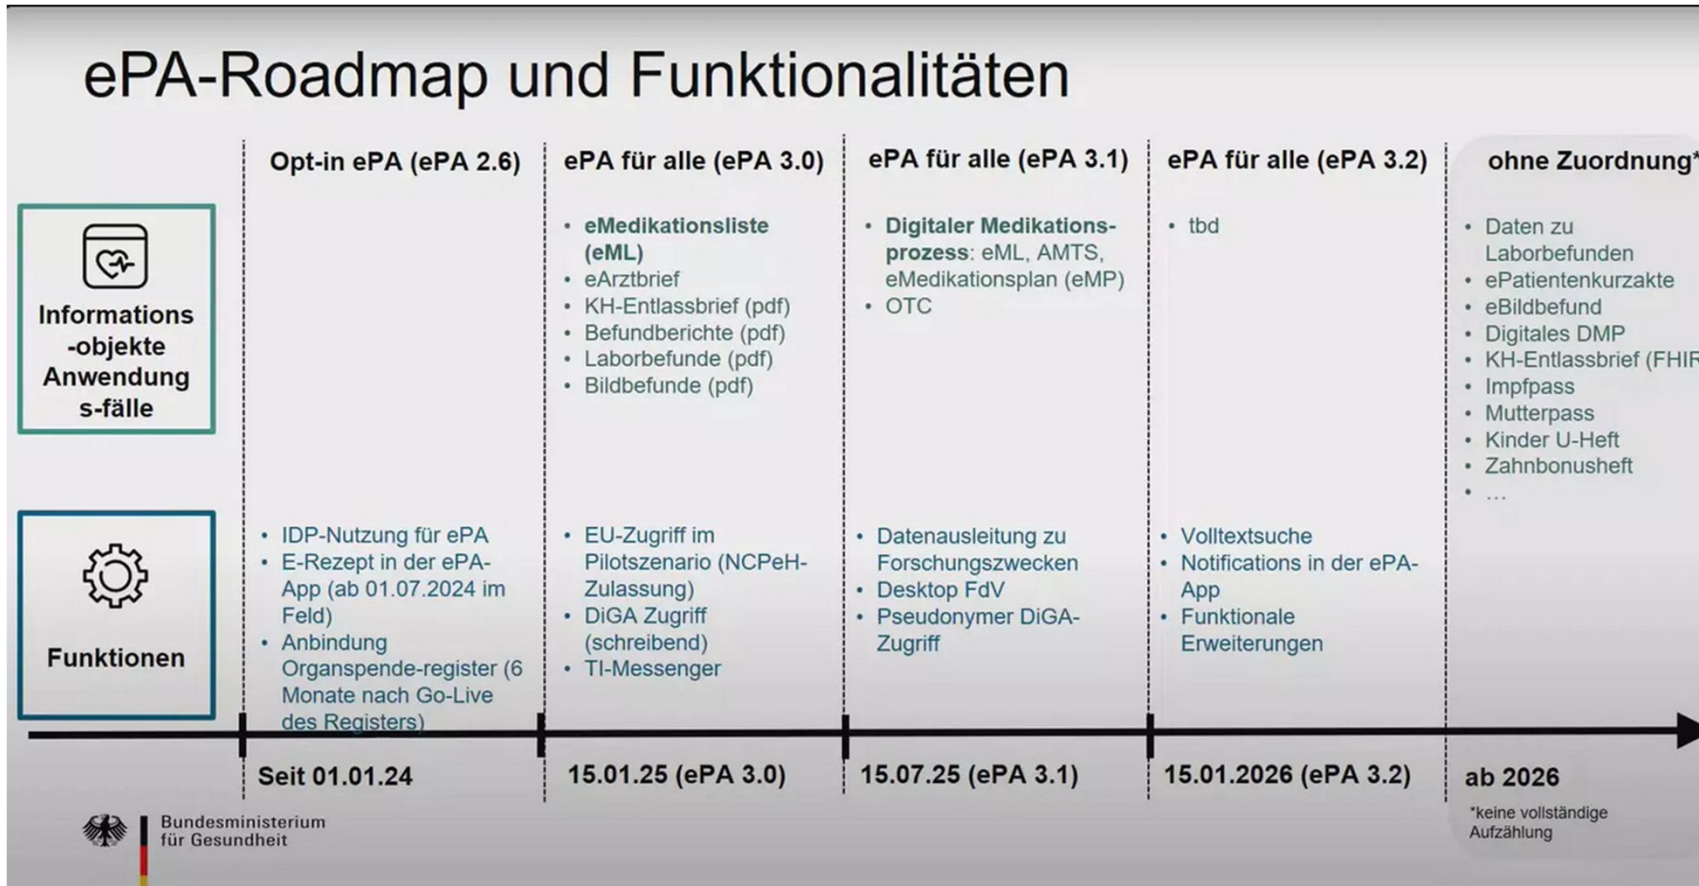 ePA-Roadmap und Funktionalitäten
Opt-in ePA (ePA 2.6)
ePA für alle (ePA 3.0)
ePA für alle (ePA 3.1)
ePA für alle (ePA 3.2)
ohne Zuordnung*
Informations
-objekte
Anwendung
s-fälle
• eMedikationsliste
(eML)
• eArztbrief
• KH-Entlassbrief (pdf)
• Befundberichte (pdf)
• Laborbefunde (pdf)
• Bildbefunde (pdf)
• Digitaler Medikations-
prozess: eML, AMTS,
eMedikationsplan (eMP)
• OTC
• tbd
• Daten zu
Laborbefunden
• ePatientenkurzakte
• eBildbefund
• Digitales DMP
• KH-Entlassbrief (FHIR
• Impfpass
• Mutterpass
• Kinder U-Heft
• Zahnbonusheft
• ...
Funktionen
• IDP-Nutzung für ePA
• E-Rezept in der ePA-
App (ab 01.07.2024 im
Feld)
• Anbindung
Organspende-register (6
Monate nach Go-Live
des Registers)
• EU-Zugriff im
Pilotszenario (NCPeH-
Zulassung)
• DiGA Zugriff
(schreibend)
• TI-Messenger
• Datenausleitung zu
Forschungszwecken
• Desktop FdV
• Pseudonymer DiGA-
Zugriff
• Volltextsuche
• Notifications in der ePA-
App
• Funktionale
Erweiterungen
Seit 01.01.24
15.01.25 (ePA 3.0)
15.07.25 (ePA 3.1)
15.01.2026 (ePA 3.2)
ab 2026
*keine vollständige
Aufzählung
Bundesministerium
für Gesundheit